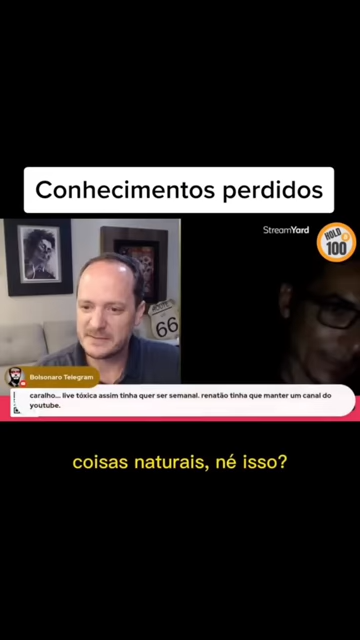 Conhecimentos perdidos
StreamYard
HOLD
100
66
Bolsonaro Telegram
caralho... live tóxica assim tinha quer ser semanal. renatão tinha que manter um canal do
youtube.
coisas naturais, né isso?